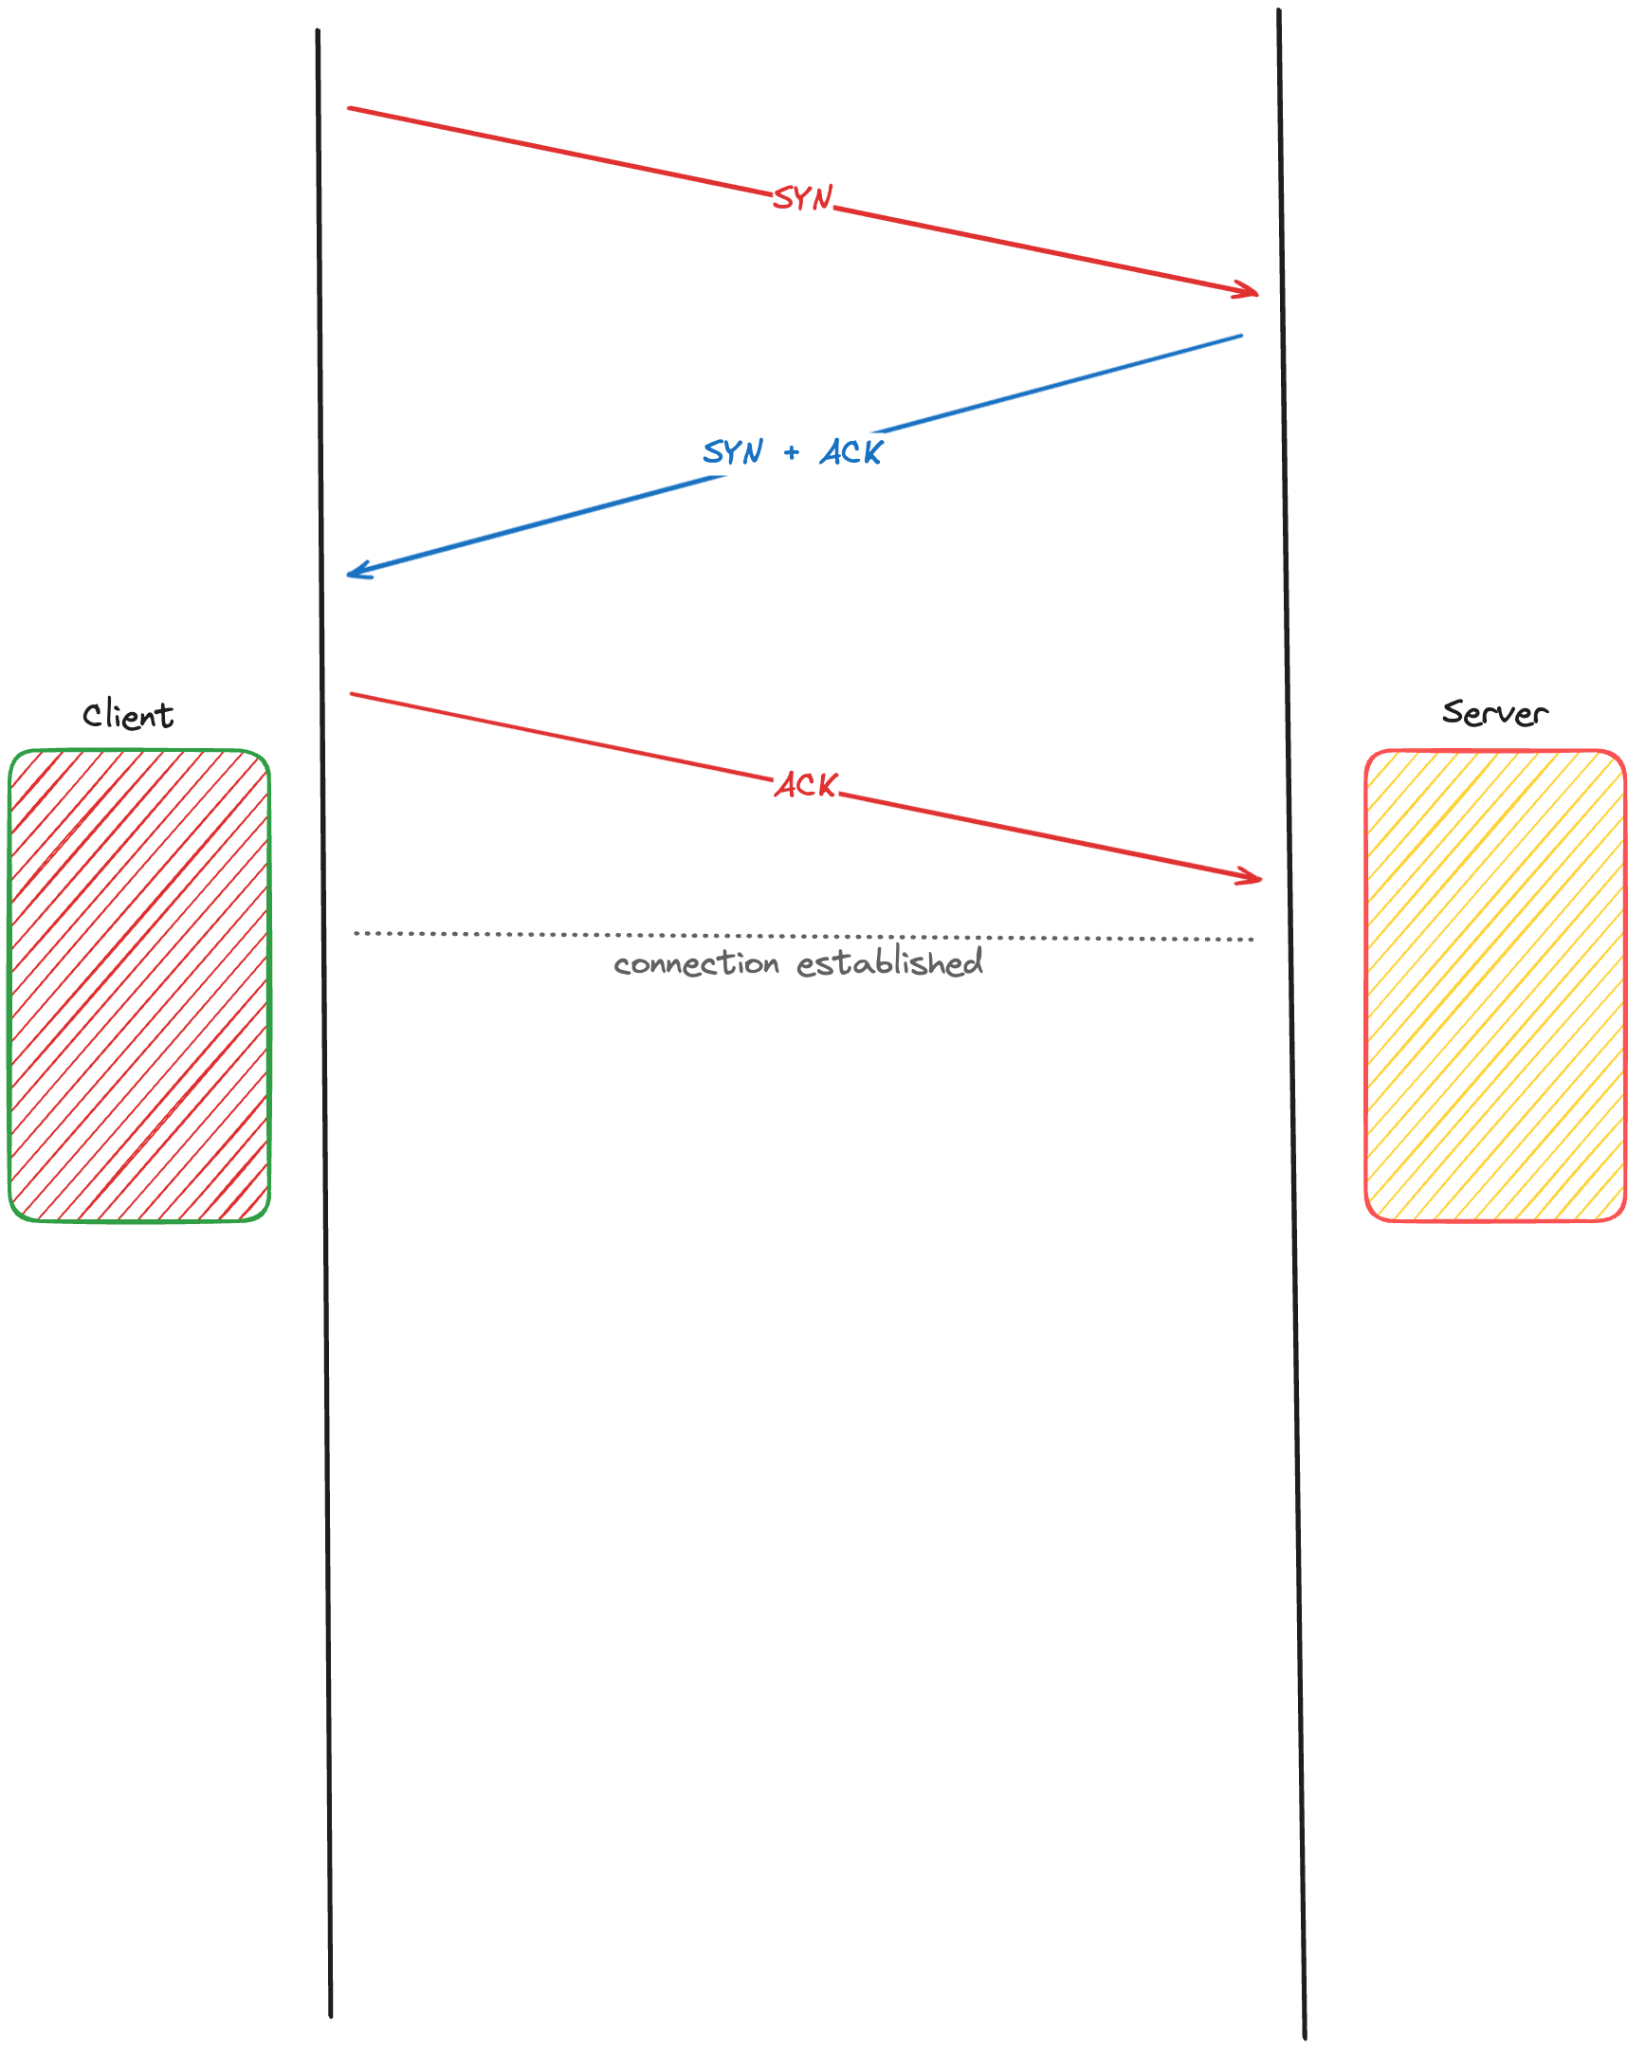 SYN
SYN + ACK
Client
Server
ACK
connection established